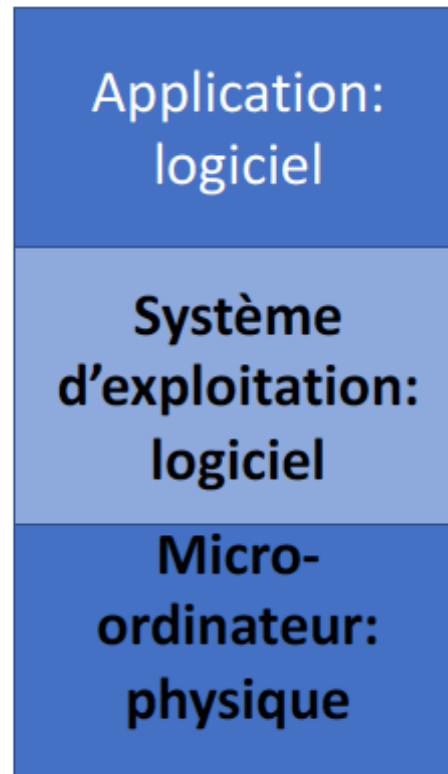 Application:
logiciel
Système
d’exploitation:
logiciel
Micro-
ordinateur:
physique